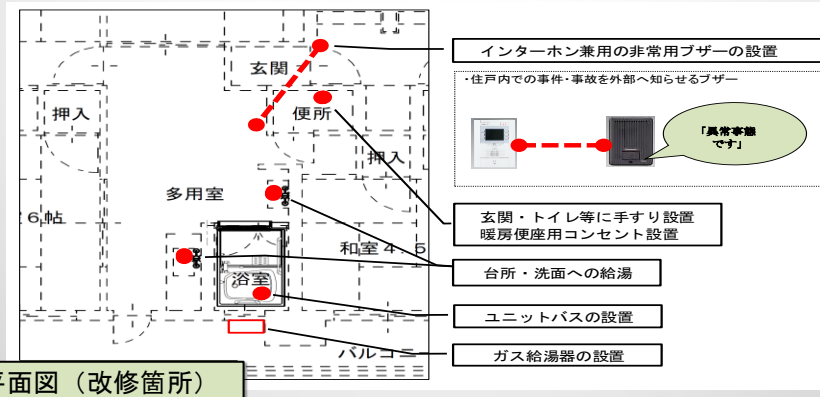 インターホン兼用の非常用ブザーの設置
玄関
・住戸内での事件・事故を外部へ知らせるブザー
押入
便所
「異常事態
です」
押入
多用室
6帖
玄関・トイレ等に手すり設置
暖房便座用コンセント設置
和室4.5
台所・洗面への給湯
浴室
ユニットバスの設置
バルコニー
ガス給湯器の設置
平面図（改修箇所）